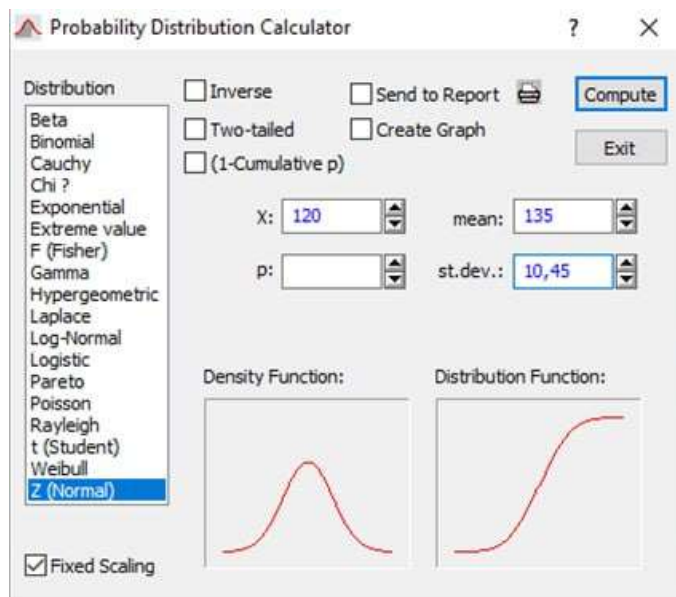 Probability Distribution Calculator ? ×
Distribution
Beta
Binomial
Cauchy
Chi ?
Exponential
Extreme value
F (Fisher)
Gamma
Hypergeometric
Laplace
Log-Normal
Logistic
Pareto
Poisson
Rayleigh
t (Student)
Weibull
Z (Normal)
Fixed Scaling
Inverse
Two-tailed
(1-Cumulative p)
Send to Report
Create Graph
Compute
Exit
X: 120
mean: 135
p:
st.dev.: 10,45
Density Function:
Distribution Function: